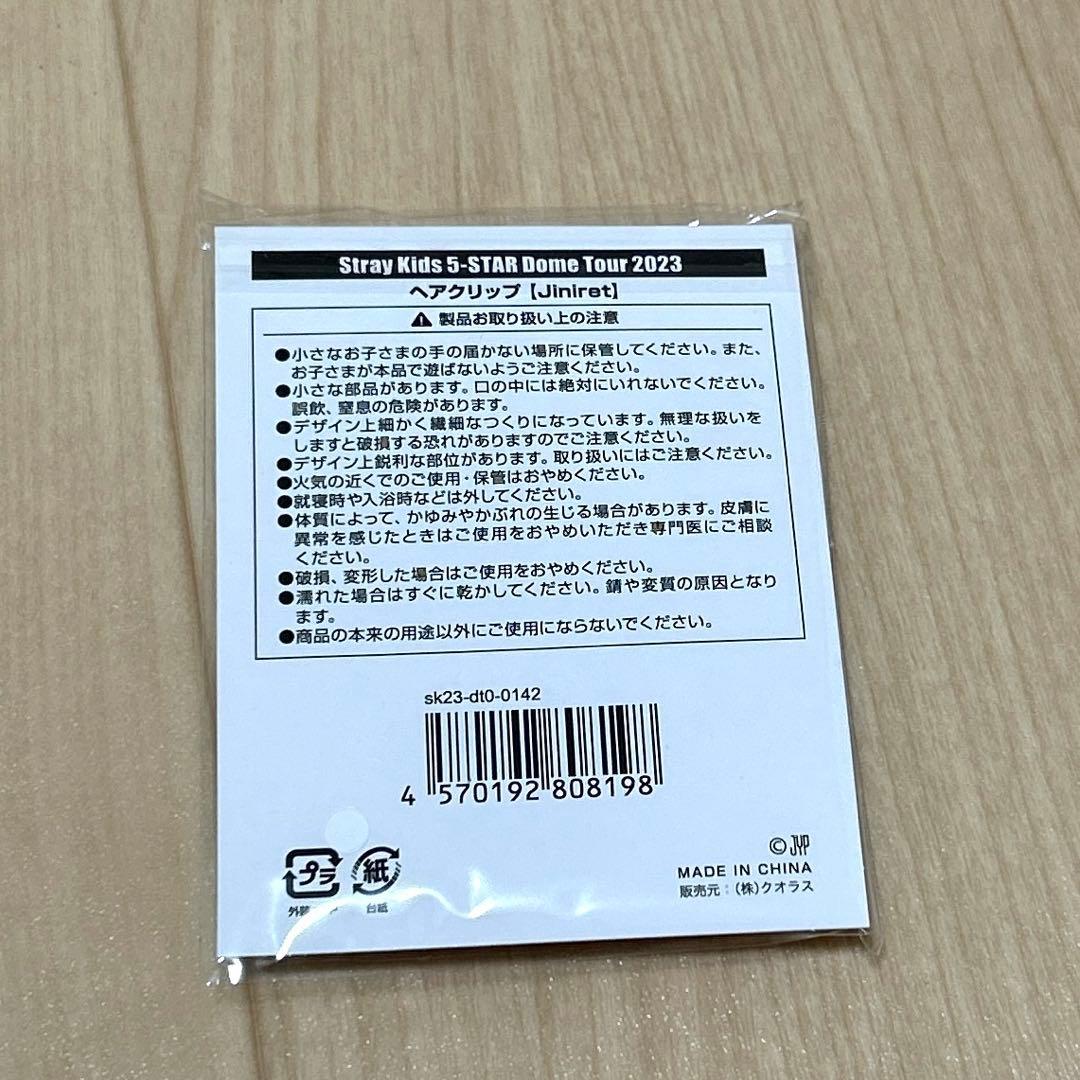 Stray Kids 5-STAR Dome Tour 2023
ヘアクリップ【Jiniret】
製品お取り扱い上の注意
●小さなお子さまの手の届かない場所に保管してください。また、
お子さまが本品で遊ばないようご注意ください。
●小さな部品があります。口の中には絶対にいれないでください。
誤飲、窒息の危険があります。
●デザイン上細かく繊細なつくりになっています。無理な扱いを
しますと破損する恐れがありますのでご注意ください。
●デザイン上鋭利な部位があります。取り扱いにはご注意ください。
●火気の近くでのご使用・保管はおやめください。
●就寝時や入浴時などは外してください。
●体質によって、かゆみやかぶれの生じる場合があります。皮膚に
異常を感じたときはご使用をおやめいただき専門医にご相談
ください。
●破損、変形した場合はご使用をおやめください。
●濡れた場合はすぐに乾かしてください。錆や変質の原因となり
ます。
●商品の本来の用途以外にご使用にならないでください。
sk23-dt0-0142
4 570192 808198
プラ
紙
台紙
© JYP
MADE IN CHINA
販売元：(株)クオラス